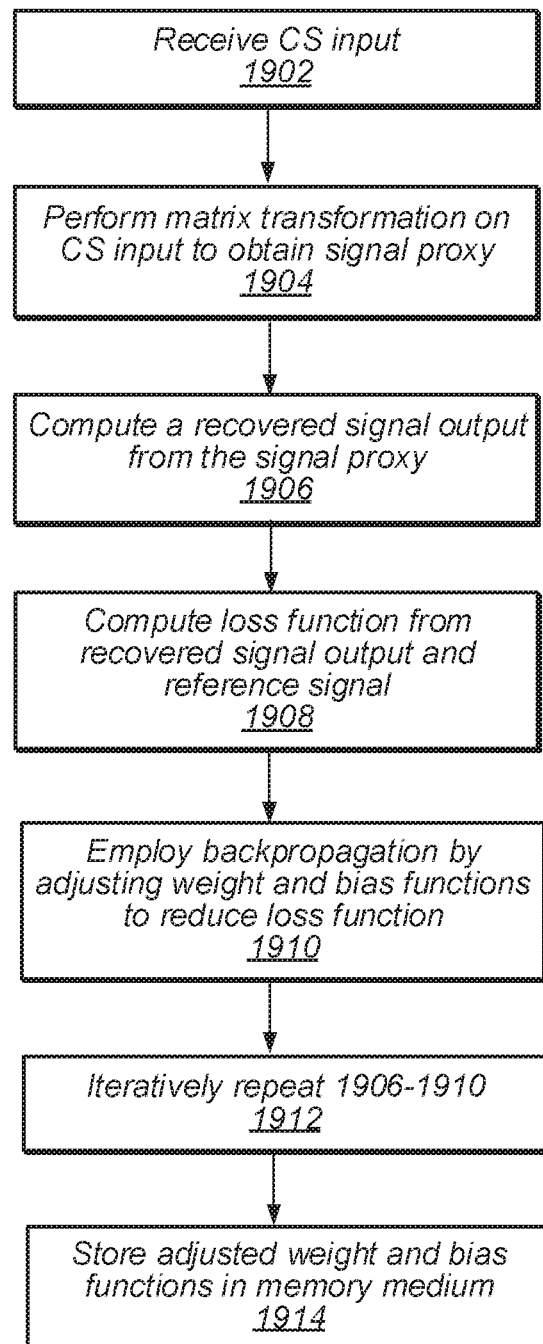 Receive CS input
1902
Perform matrix transformation on
CS input to obtain signal proxy
1904
Compute a recovered signal output
from the signal proxy
1906
Compute loss function from
recovered signal output and
reference signal
1908
Employ backpropagation by
adjusting weight and bias functions
to reduce loss function
1910
Iteratively repeat 1906-1910
1912
Store adjusted weight and bias
functions in memory medium
1914